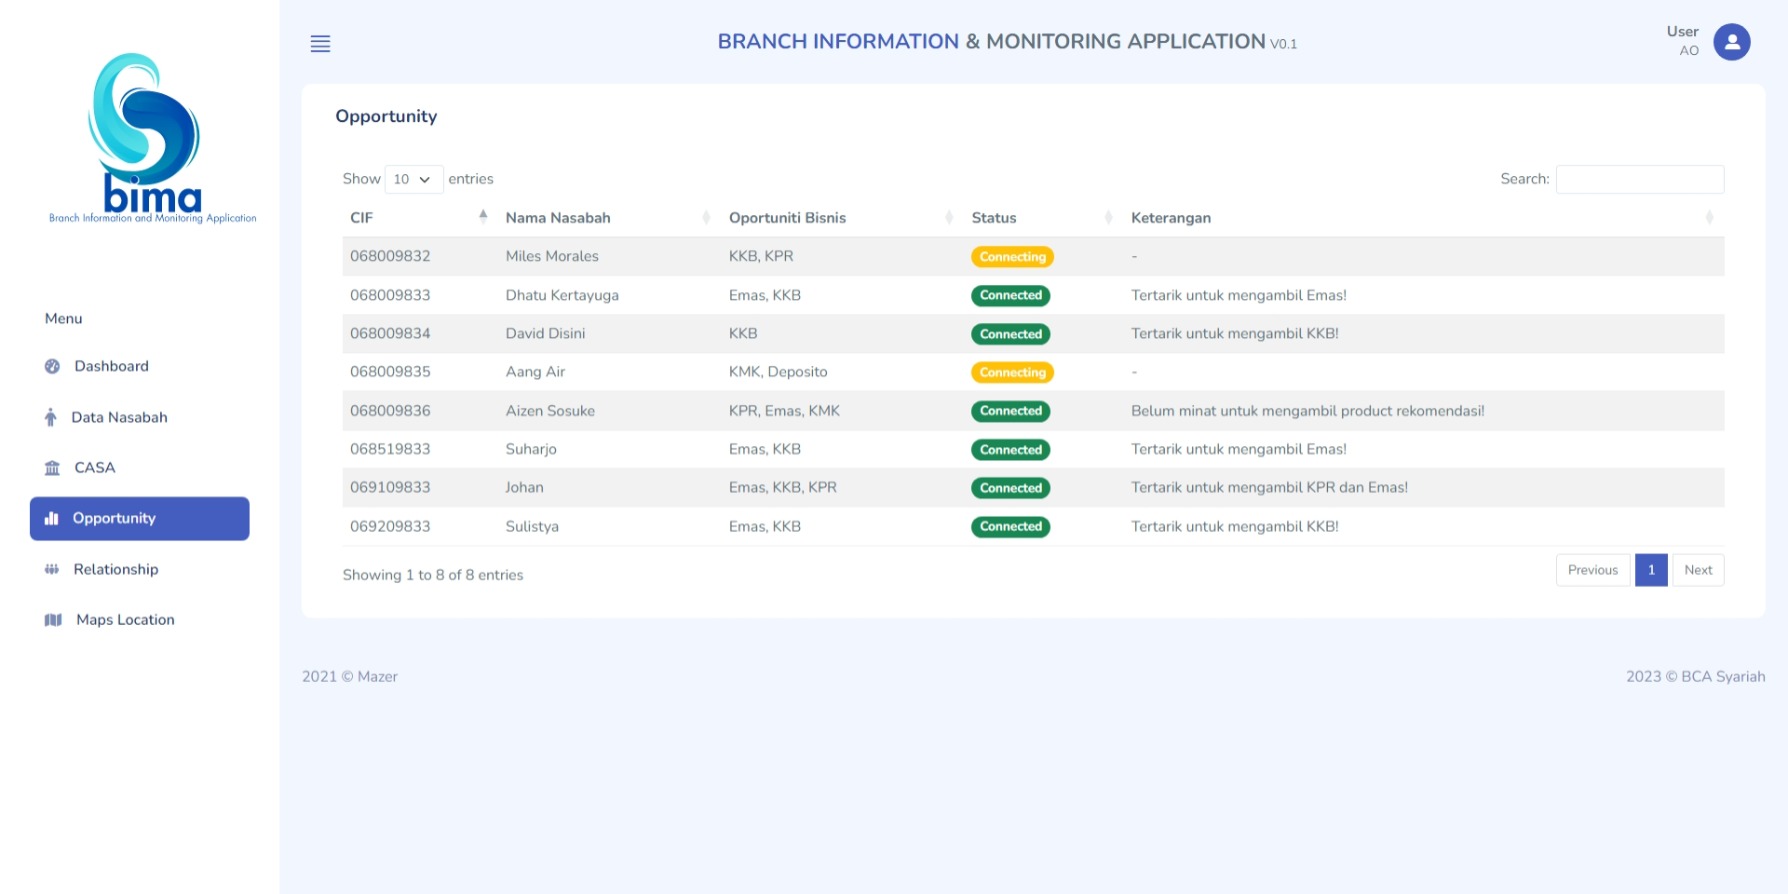 bima
Branch Information and Monitoring Application
Menu
Dashboard
Data Nasabah
CASA
Opportunity
Relationship
Maps Location
BRANCH INFORMATION & MONITORING APPLICATION V0.1
User
AO
Opportunity
Show 10 entries
Search:
CIF Nama Nasabah Oportuniti Bisnis Status Keterangan
068009832 Miles Morales KKB, KPR Connecting -
068009833 Dhatu Kertayuga Emas, KKB Connected Tertarik untuk mengambil Emas!
068009834 David Disini KKB Connected Tertarik untuk mengambil KKB!
068009835 Aang Air KMK, Deposito Connecting -
068009836 Aizen Sosuke KPR, Emas, KMK Connected Belum minat untuk mengambil product rekomendasi!
068519833 Suharjo Emas, KKB Connected Tertarik untuk mengambil Emas!
069109833 Johan Emas, KKB, KPR Connected Tertarik untuk mengambil KPR dan Emas!
069209833 Sulistya Emas, KKB Connected Tertarik untuk mengambil KKB!
Showing 1 to 8 of 8 entries
Previous 1 Next
2021 © Mazer
2023 © BCA Syariah